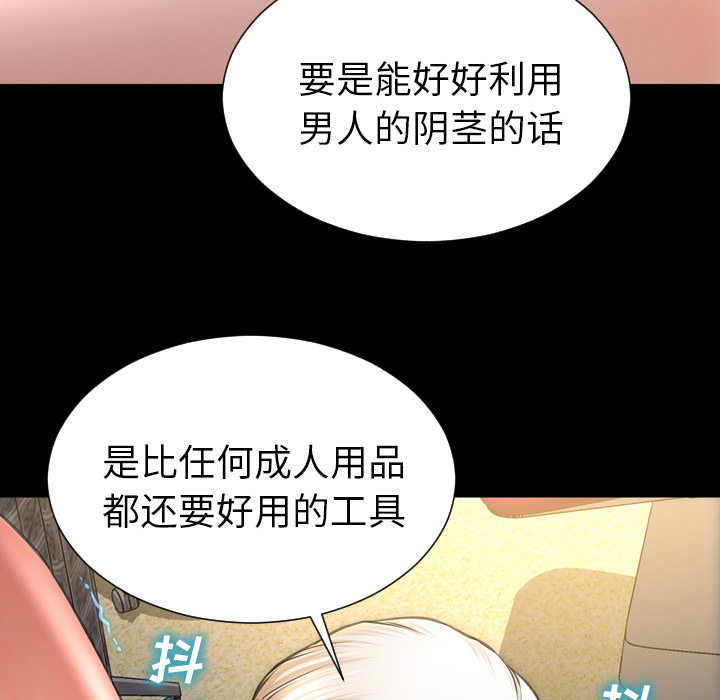 要是能好好利用
男人的阴茎的话
是比任何成人用品
都还要好用的工具
抖
抖